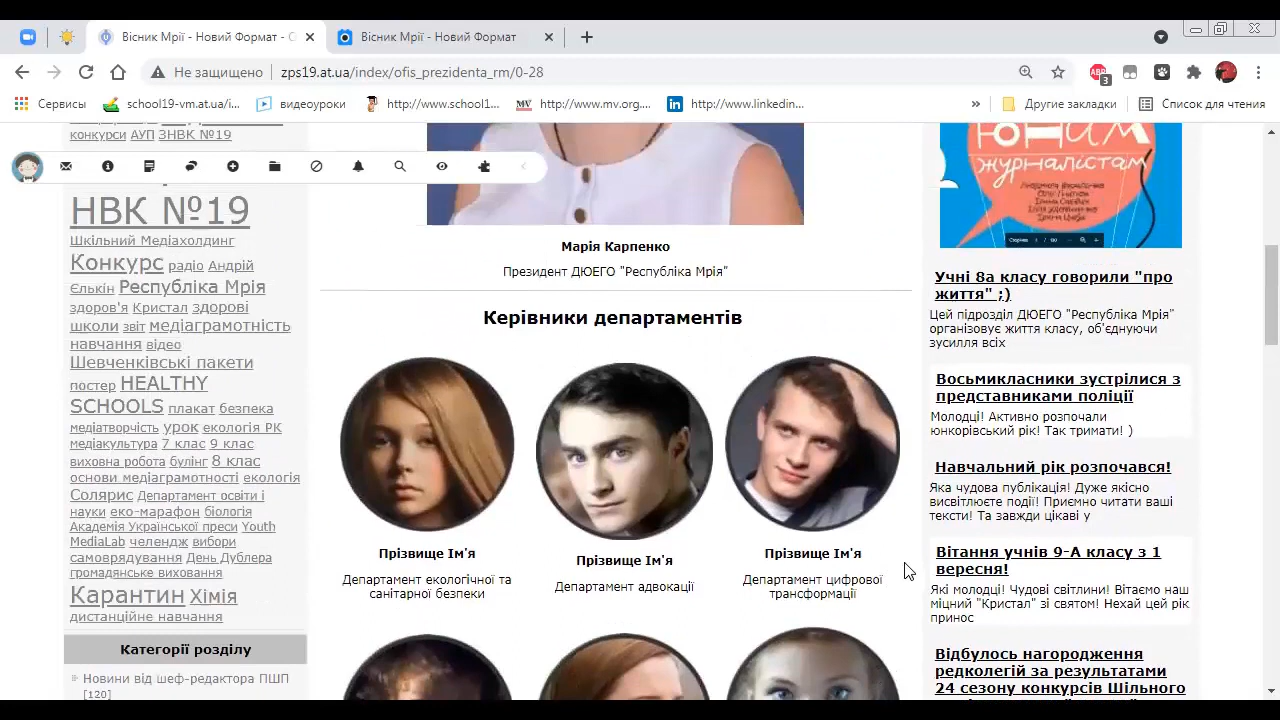 Вісник Мрії - Новий Формат - С
Вісник Мрії - Новий Формат
Не защищено
zps19.at.ua/index/ofis_prezidenta_rm/0-28
3
Сервисы
school19-vm.at.ua/i...
видеоуроки
http://www.school1...
http://www.mv.org....
http://www.linkedin...
»
Другие закладки
Список для чтения
конкурси АУП ЗНВК №19
НВК №19
Шкільний Медіахолдинг
Конкурс радіо Андрій
Єлькін Республіка Мрія
здоров'я Кристал здорові
школи звіт медіаграмотність
навчання відео
Шевченківські пакети
постер HEALTHY
SCHOOLS плакат безпека
медіатворчість урок екологія РК
медіакультура 7 клас 9 клас
виховна робота булінг 8 клас
основи медіаграмотності екологія
Солярис Департамент освіти і
науки еко-марафон біологія
Академія Української преси Youth
MediaLab челендж вибори
самоврядування День Дублера
громадянське виховання
Карантин Хімія
дистанційне навчання
Категорії розділу
Новини від шеф-редактора ПШП
[120]
Марія Карпенко
Президент ДЮЕГО "Республіка Мрія"
Керівники департаментів
Прізвище Ім'я
Департамент екологічної та
санітарної безпеки
Прізвище Ім'я
Департамент адвокації
Прізвище Ім'я
Департамент цифрової
трансформації
ЮНИМ
журналістам
Учні 8а класу говорили "про
життя" ;)
Цей підрозділ ДЮЕГО "Республіка Мрія"
організовує життя класу, об'єднуючи
зусилля всіх
Восьмикласники зустрілися з
представниками поліції
Молодці! Активно розпочали
юнкорівський рік! Так тримати! )
Навчальний рік розпочався!
Яка чудова публікація! Дуже якісно
висвітлюєте події! Приємно читати ваші
тексти! Та завжди цікаві у
Вітання учнів 9-А класу з 1
вересня!
Які молодці! Чудові світлини! Вітаємо наш
міцний "Кристал" зі святом! Нехай цей рік
принос
Відбулось нагородження
редколегій за результатами
24 сезону конкурсів Шільного